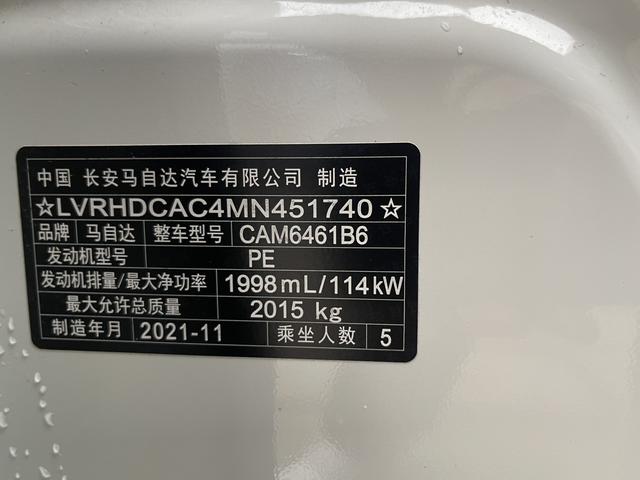 中国 长安马自达汽车有限公司 制造
☆LVRHDCAC4MN451740☆
品牌 马自达 整车型号 CAM6461B6
发动机型号 PE
发动机排量/最大净功率 1998mL/114kW
最大允许总质量 2015 kg
制造年月 2021-11 乘坐人数 5